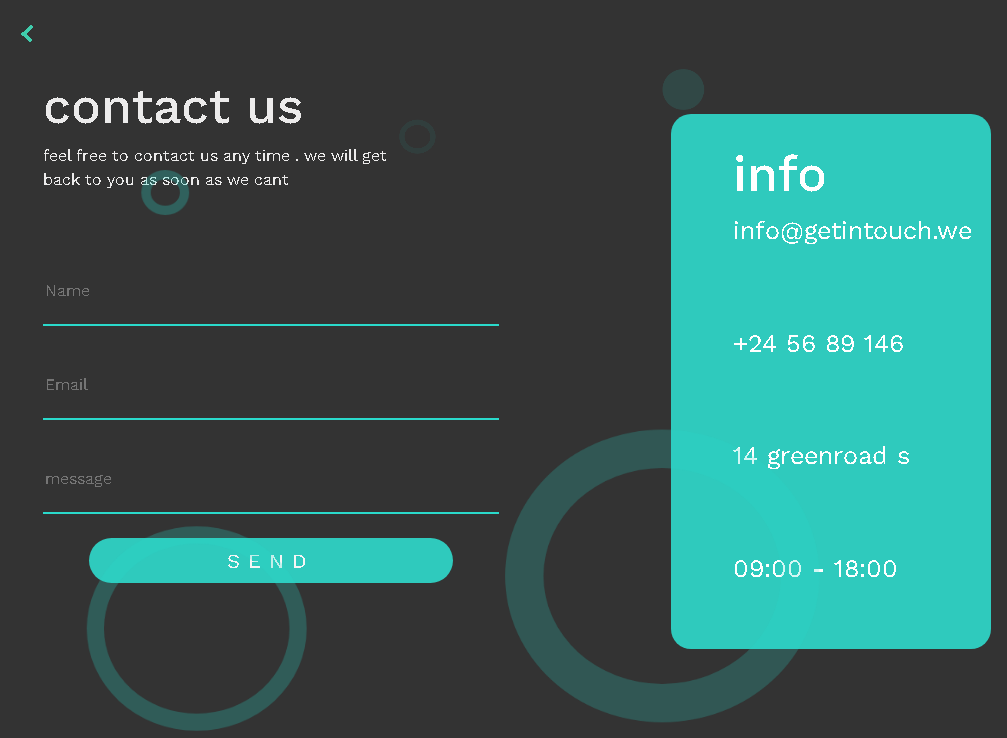 contact us
feel free to contact us any time . we will get
back to you as soon as we cant
Name
Email
message
SEND
info
info@getintouch.we
+24 56 89 146
14 greenroad s
09:00 - 18:00